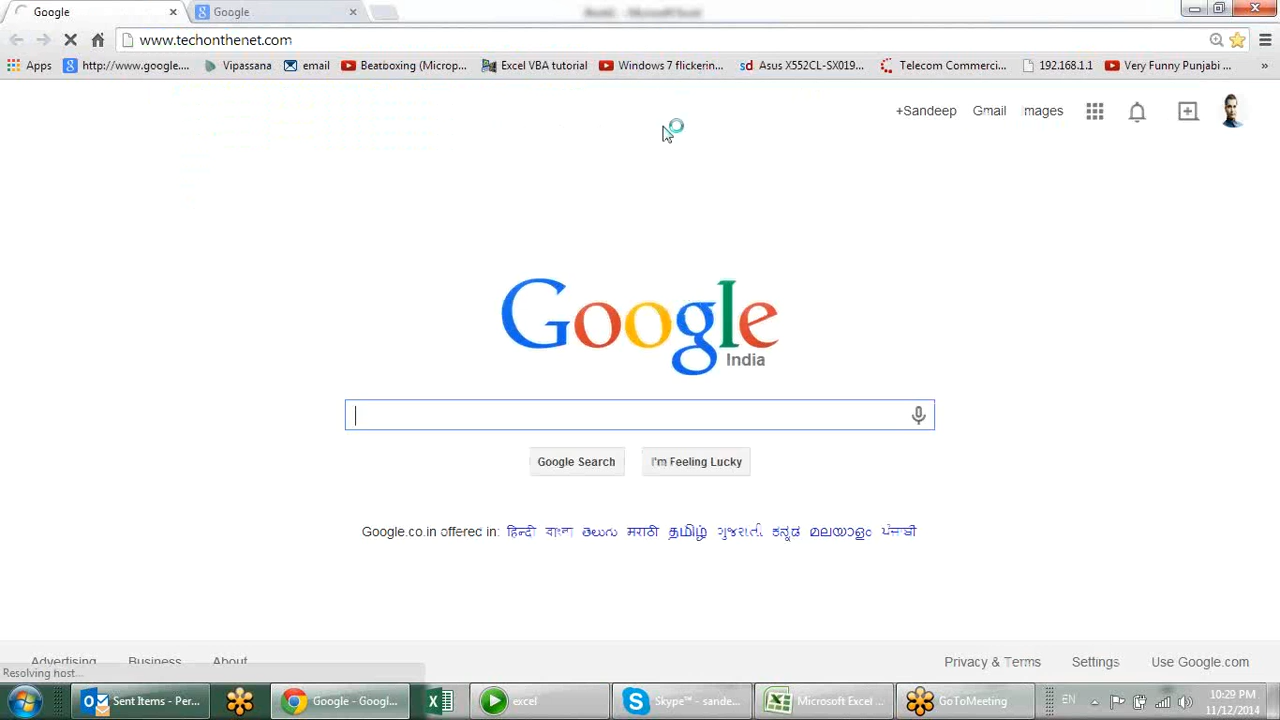 Google
Google
- Microsoft Excel
www.techonthenet.com
Apps
http://www.google....
Vipassana
email
Beatboxing (Microp...
Excel VBA tutorial
Windows 7 flickerin...
Asus X552CL-SX019...
Telecom Commerci...
192.168.1.1
Very Funny Punjabi ...
»
+Sandeep Gmail Images
Google
India
Google Search
I'm Feeling Lucky
Google.co.in offered in: हिन्दी বাংলা తెలుగు मराठी தமிழ் ગુજરાતી ಕನ್ನಡ മലയാളം ਪੰਜਾਬੀ
Advertising Business About
Privacy & Terms Settings Use Google.com
Resolving host...
Sent Items - Per...
Google - Googl...
excel
Skype™ - sande...
Microsoft Excel ...
GoToMeeting
EN
10:29 PM
11/12/2014